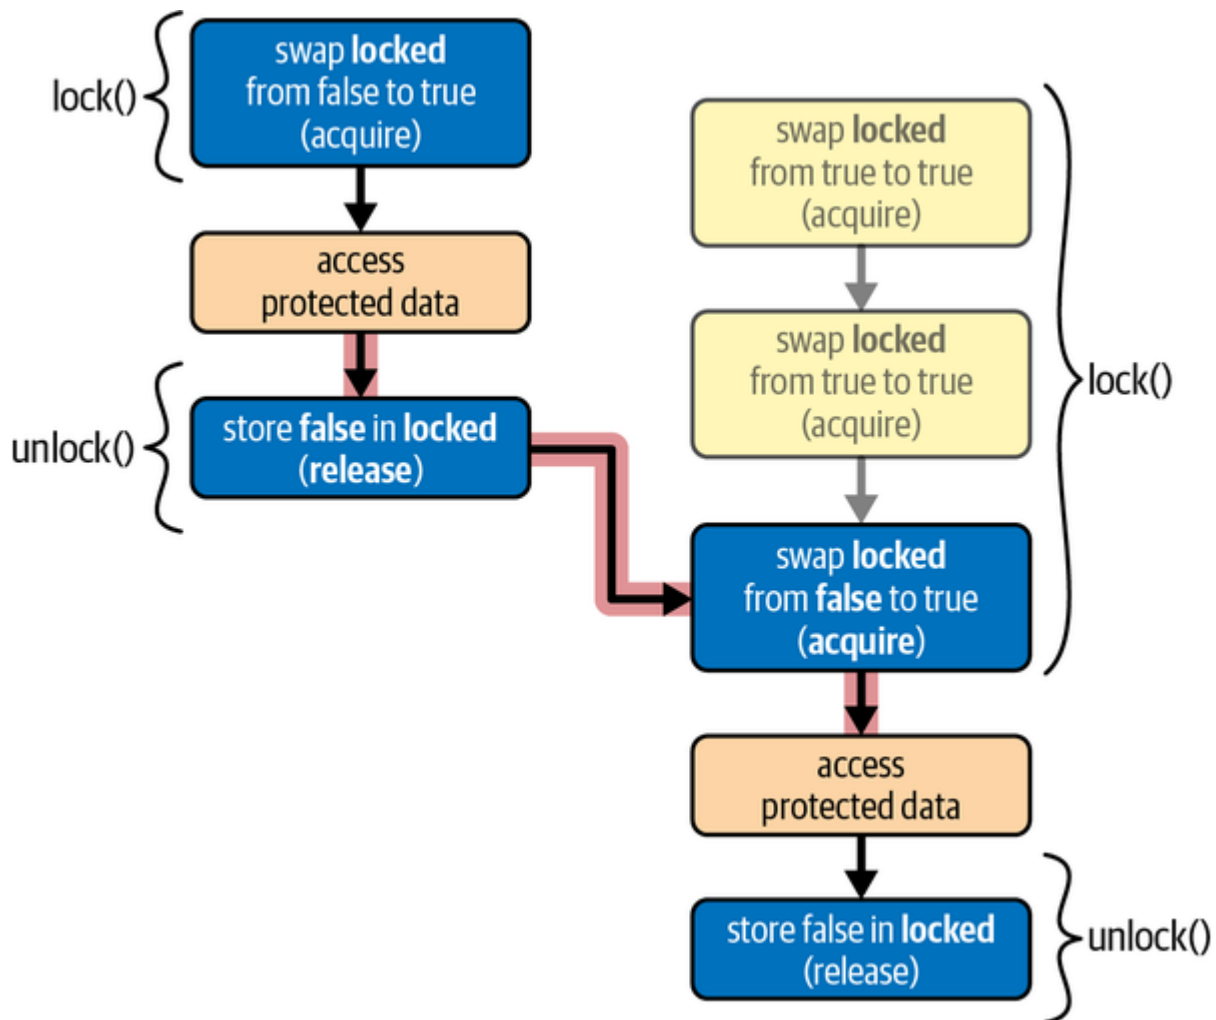 lock()
swap locked
from false to true
(acquire)
access
protected data
unlock()
store false in locked
(release)
swap locked
from true to true
(acquire)
swap locked
from true to true
(acquire)
lock()
swap locked
from false to true
(acquire)
access
protected data
store false in locked
(release)
unlock()